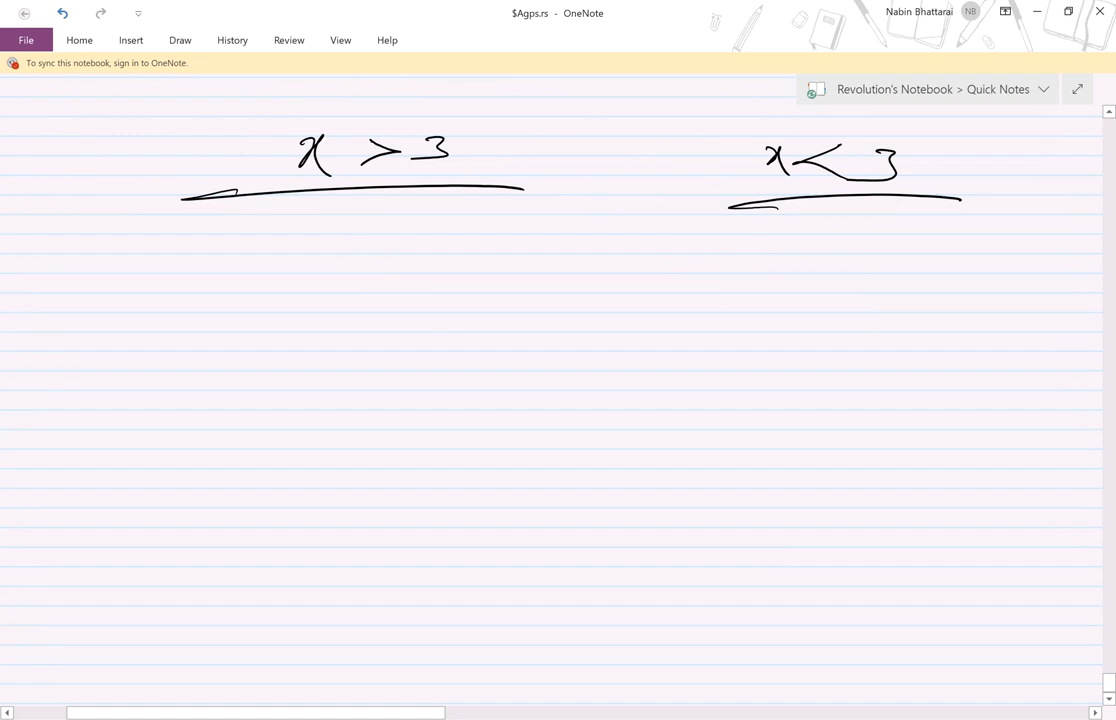 $Agps.rs - OneNote
Nabin Bhattarai NB
File Home Insert Draw History Review View Help
To sync this notebook, sign in to OneNote.
Revolution's Notebook > Quick Notes
x > 3
x < 3